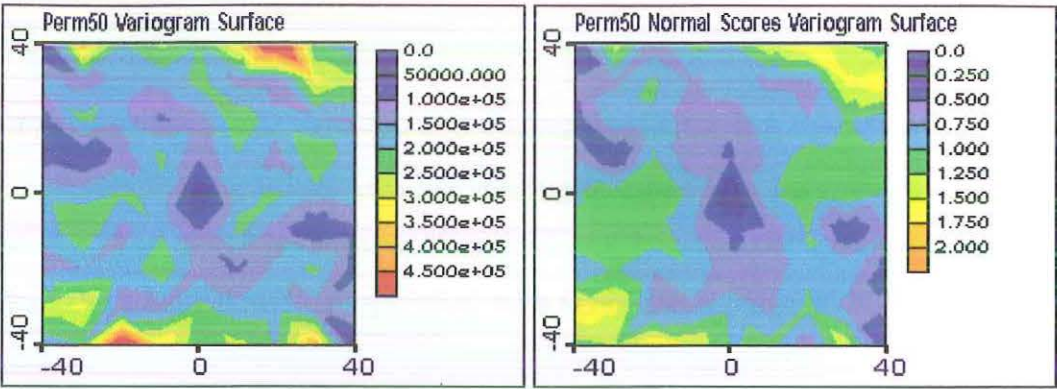 Perm50 Variogram Surface
40
0
-40
-40
0
40
0.0
50000.000
1.000e+05
1.500e+05
2.000e+05
2.500e+05
3.000e+05
3.500e+05
4.000e+05
4.500e+05
Perm50 Normal Scores Variogram Surface
40
0
-40
-40
0
40
0.0
0.250
0.500
0.750
1.000
1.250
1.500
1.750
2.000